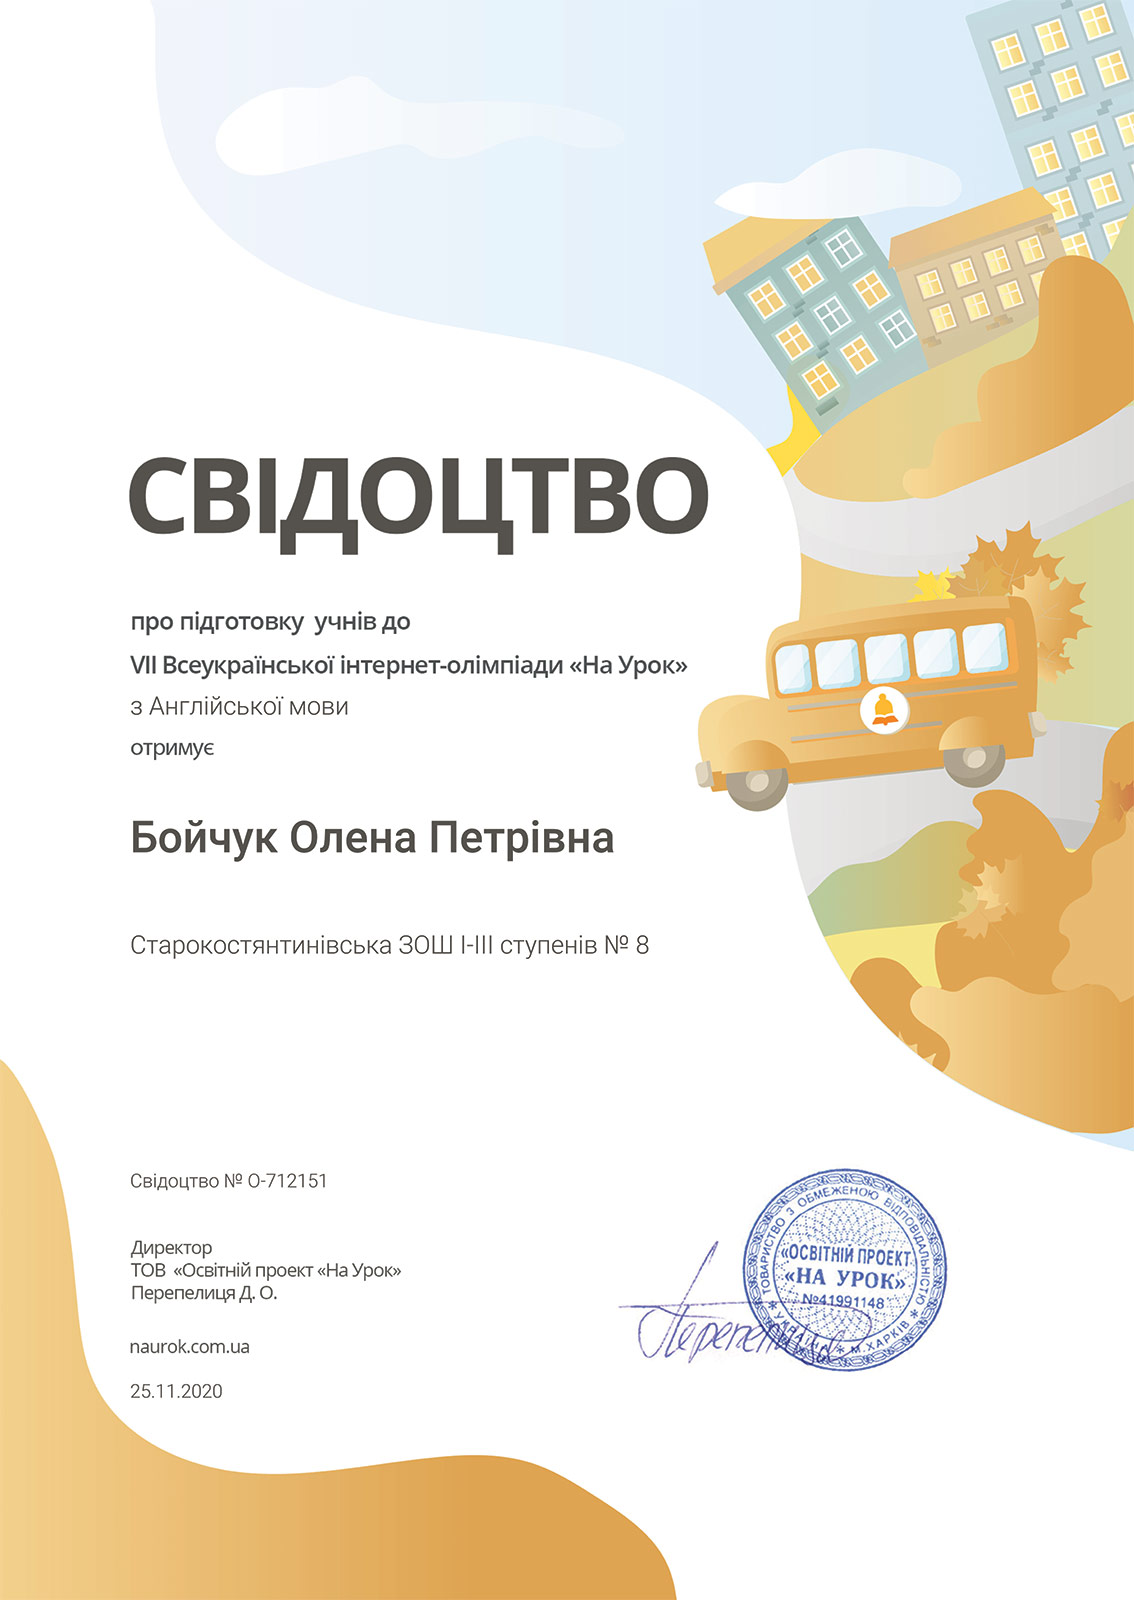 СВІДОЦТВО
про підготовку учнів до
VII Всеукраїнської інтернет-олімпіади «На Урок»
з Англійської мови
отримує
Бойчук Олена Петрівна
Старокостянтинівська ЗОШ І-ІІІ ступенів № 8
Свідоцтво № О-712151
Директор
ТОВ «Освітній проект «На Урок»
Перепелиця Д. О.
naurok.com.ua
25.11.2020
ТОВАРИСТВО З ОБМЕЖЕНОЮ ВІДПОВІДАЛЬНІСТЮ
«ОСВІТНІЙ ПРОЕКТ
«НА УРОК»
№41991148
* УКРАЇНА * М.ХАРКІВ *